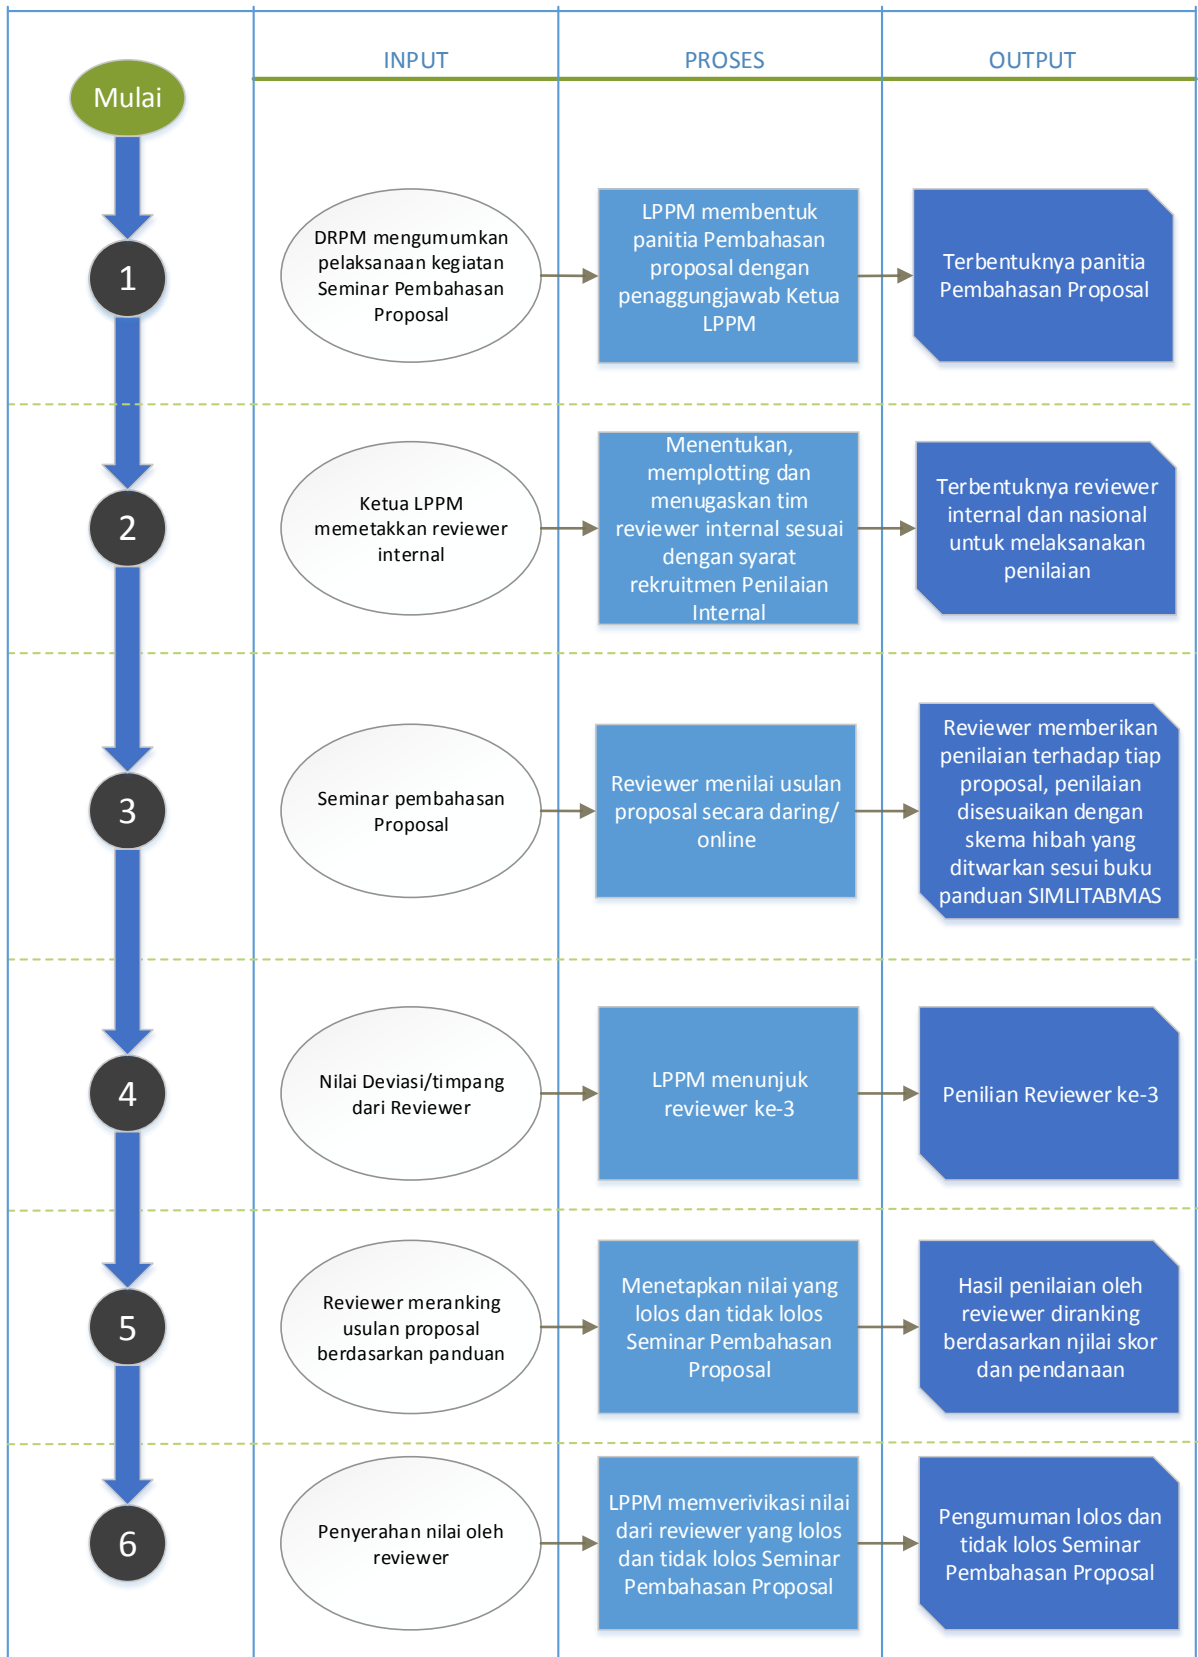 INPUT
PROSES
OUTPUT
Mulai
1
DRPM mengumumkan
pelaksanaan kegiatan
Seminar Pembahasan
Proposal
LPPM membentuk
panitia Pembahasan
proposal dengan
penaggungjawab Ketua
LPPM
Terbentuknya panitia
Pembahasan Proposal
2
Ketua LPPM
memetakkan reviewer
internal
Menentukan,
memplotting dan
menugaskan tim
reviewer internal sesuai
dengan syarat
rekruitmen Penilaian
Internal
Terbentuknya reviewer
internal dan nasional
untuk melaksanakan
penilaian
3
Seminar pembahasan
Proposal
Reviewer menilai usulan
proposal secara daring/
online
Reviewer memberikan
penilaian terhadap tiap
proposal, penilaian
disesuaikan dengan
skema hibah yang
ditwarkan sesui buku
panduan SIMLITABMAS
4
Nilai Deviasi/timpang
dari Reviewer
LPPM menunjuk
reviewer ke-3
Penilian Reviewer ke-3
5
Reviewer meranking
usulan proposal
berdasarkan panduan
Menetapkan nilai yang
lolos dan tidak lolos
Seminar Pembahasan
Proposal
Hasil penilaian oleh
reviewer diranking
berdasarkan njilai skor
dan pendanaan
6
Penyerahan nilai oleh
reviewer
LPPM memverivikasi nilai
dari reviewer yang lolos
dan tidak lolos Seminar
Pembahasan Proposal
Pengumuman lolos dan
tidak lolos Seminar
Pembahasan Proposal